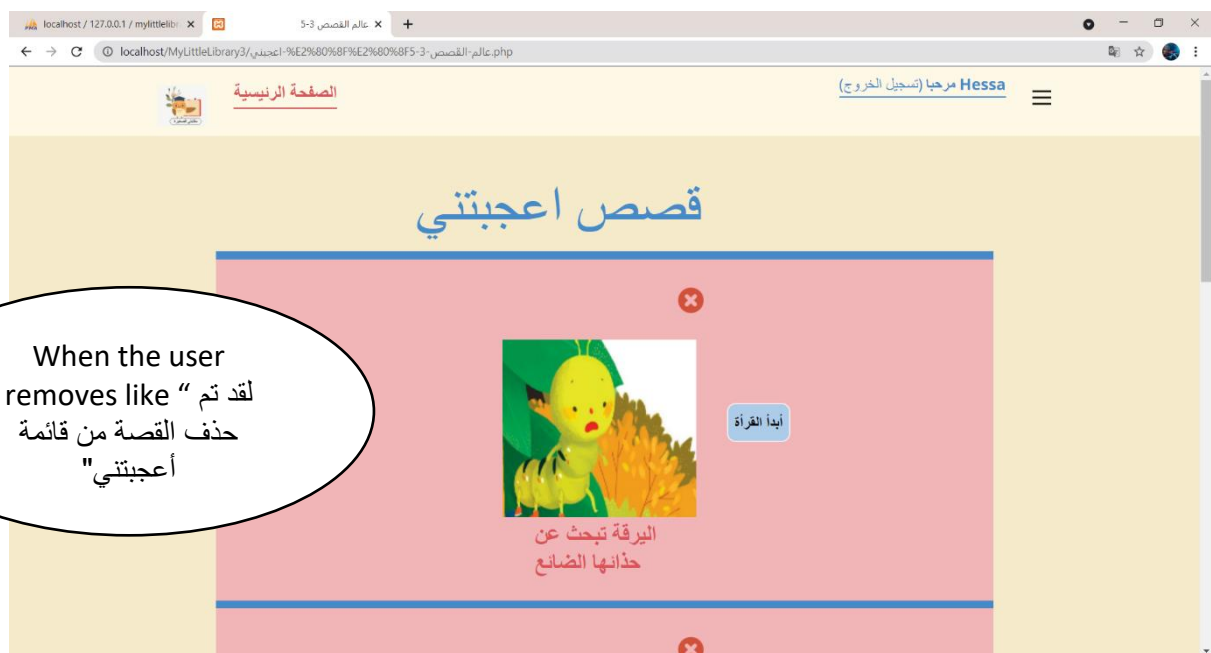 localhost / 127.0.0.1 / mylittlelibr
عالم القصص 3-5
localhost/MyLittleLibrary3/اعجبني-%E2%80%8F%E2%80%8F5-3-عالم-القصص.php
الصفحة الرئيسية
Hessa مرحبا (تسجيل الخروج)
قصص اعجبتني
When the user
removes like “ لقد تم
حذف القصة من قائمة
أعجبتني"
أبدأ القرأة
اليرقة تبحث عن
حذائها الضائع